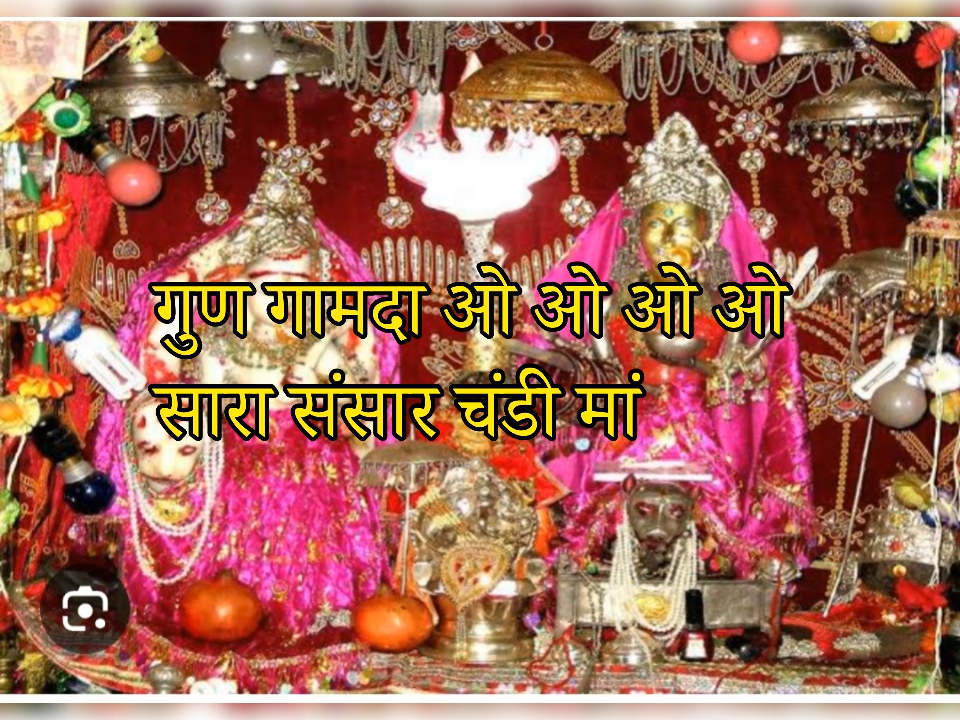 गुण गामदा ओ ओ ओ ओ
सारा संसार चंडी मां